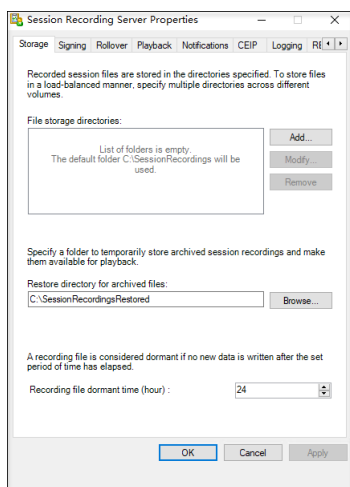 Session Recording Server Properties
Storage Signing Rollover Playback Notifications CEIP Logging
Recorded session files are stored in the directories specified. To store files
in a load-balanced manner, specify multiple directories across different
volumes.
File storage directories:
List of folders is empty.
The default folder C:\SessionRecordings will be
used.
Add...
Modify...
Remove
Specify a folder to temporarily store archived session recordings and make
them available for playback.
Restore directory for archived files:
C:\SessionRecordingsRestored
Browse...
A recording file is considered dormant if no new data is written after the set
period of time has elapsed.
Recording file dormant time (hour) :
24
OK Cancel Apply